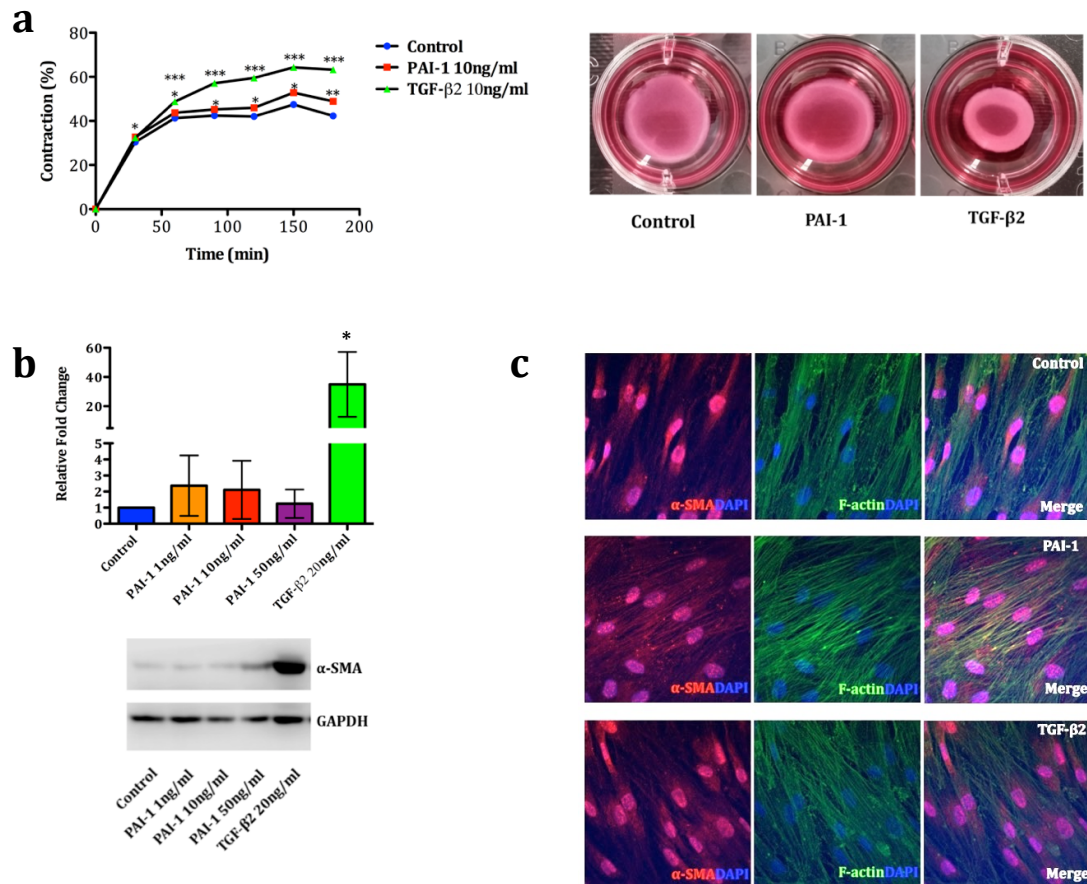 a
Contraction (%)
80
60
40
20
0
0 50 100 150 200
Time (min)
* *** *** *** *** ***
* * * * **
Control
PAI-1 10ng/ml
TGF-β2 10ng/ml
Control
PAI-1
TGF-β2
b
Relative Fold Change
60
40
20
5
4
3
2
1
0
*
Control
PAI-1 1ng/ml
PAI-1 10ng/ml
PAI-1 50ng/ml
TGF-β2 20ng/ml
α-SMA
GAPDH
Control
PAI-1 1ng/ml
PAI-1 10ng/ml
PAI-1 50ng/ml
TGF-β2 20ng/ml
c
Control
α-SMADAPI
F-actinDAPI
Merge
PAI-1
α-SMADAPI
F-actinDAPI
Merge
TGF-β2
α-SMADAPI
F-actinDAPI
Merge